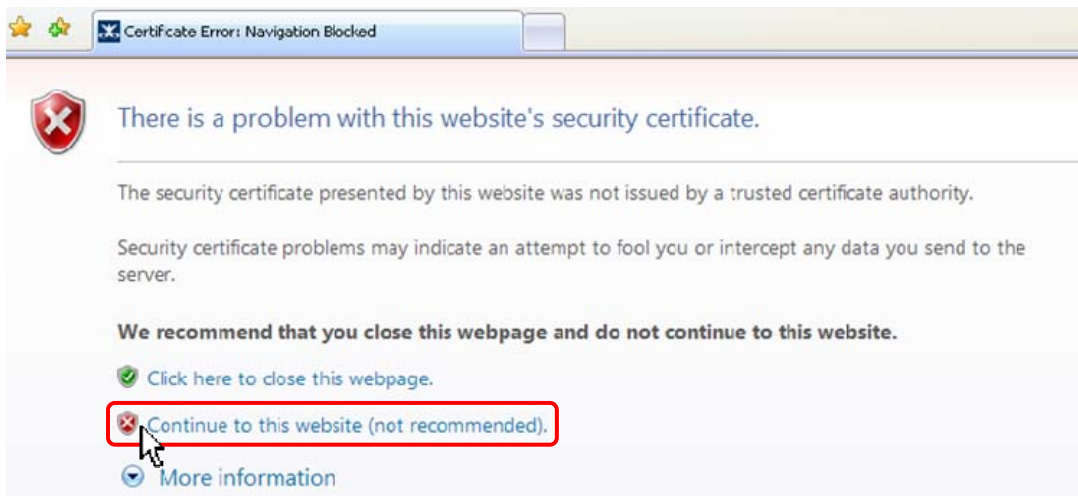 Certificate Error: Navigation Blocked
There is a problem with this website's security certificate.
The security certificate presented by this website was not issued by a trusted certificate authority.
Security certificate problems may indicate an attempt to fool you or intercept any data you send to the
server.
We recommend that you close this webpage and do not continue to this website.
Click here to close this webpage.
Continue to this website (not recommended).
More information